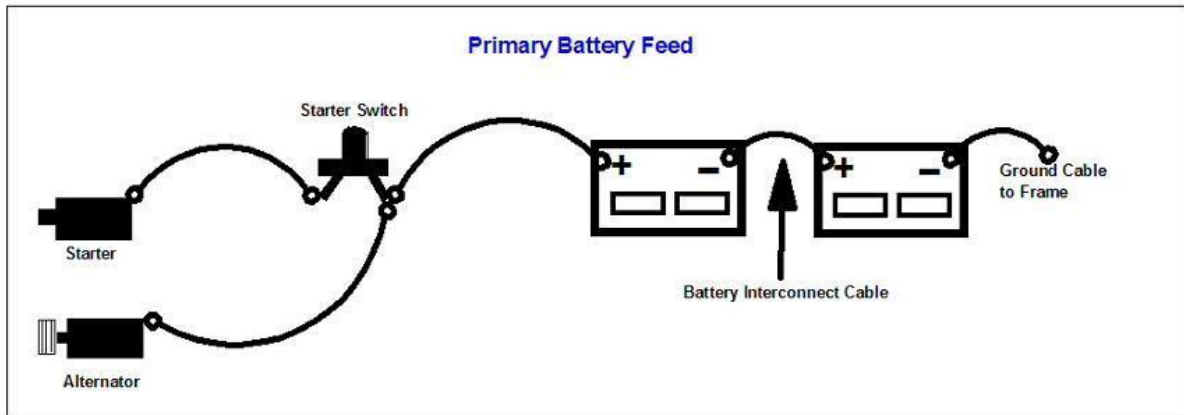 Primary Battery Feed
Starter Switch
+
−
+
−
Ground Cable
to Frame
Starter
Battery Interconnect Cable
Alternator